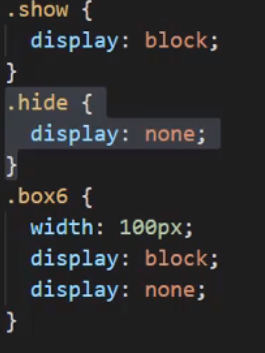 .show {
  display: block;
}
.hide {
  display: none;
}
.box6 {
  width: 100px;
  display: block;
  display: none;
}